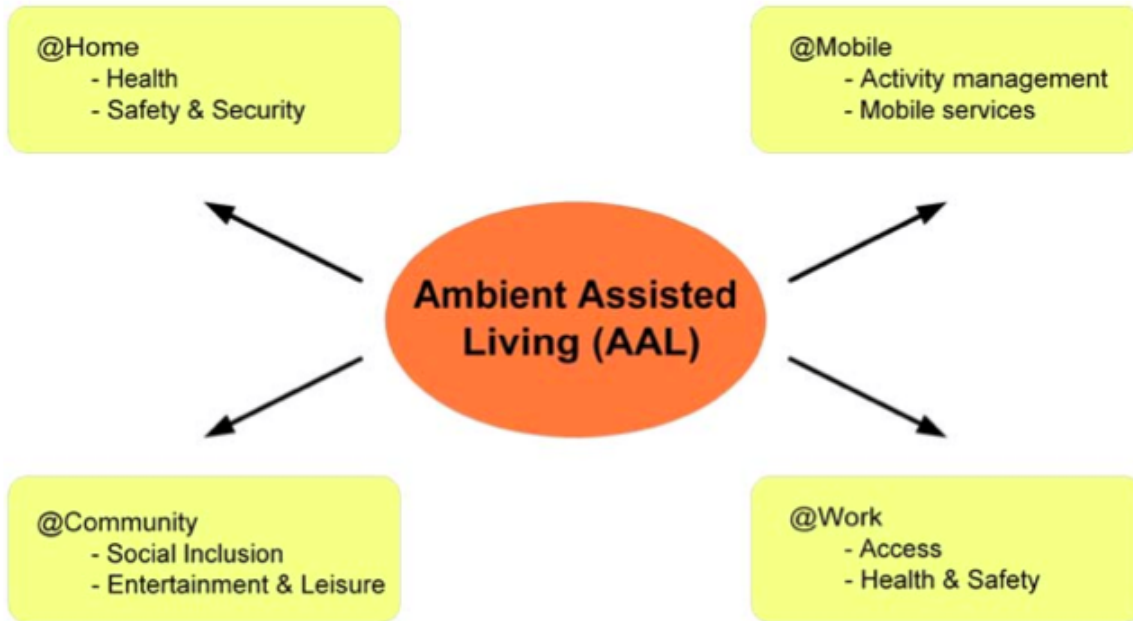 @Home
- Health
- Safety & Security
@Mobile
- Activity management
- Mobile services
Ambient Assisted
Living (AAL)
@Community
- Social Inclusion
- Entertainment & Leisure
@Work
- Access
- Health & Safety